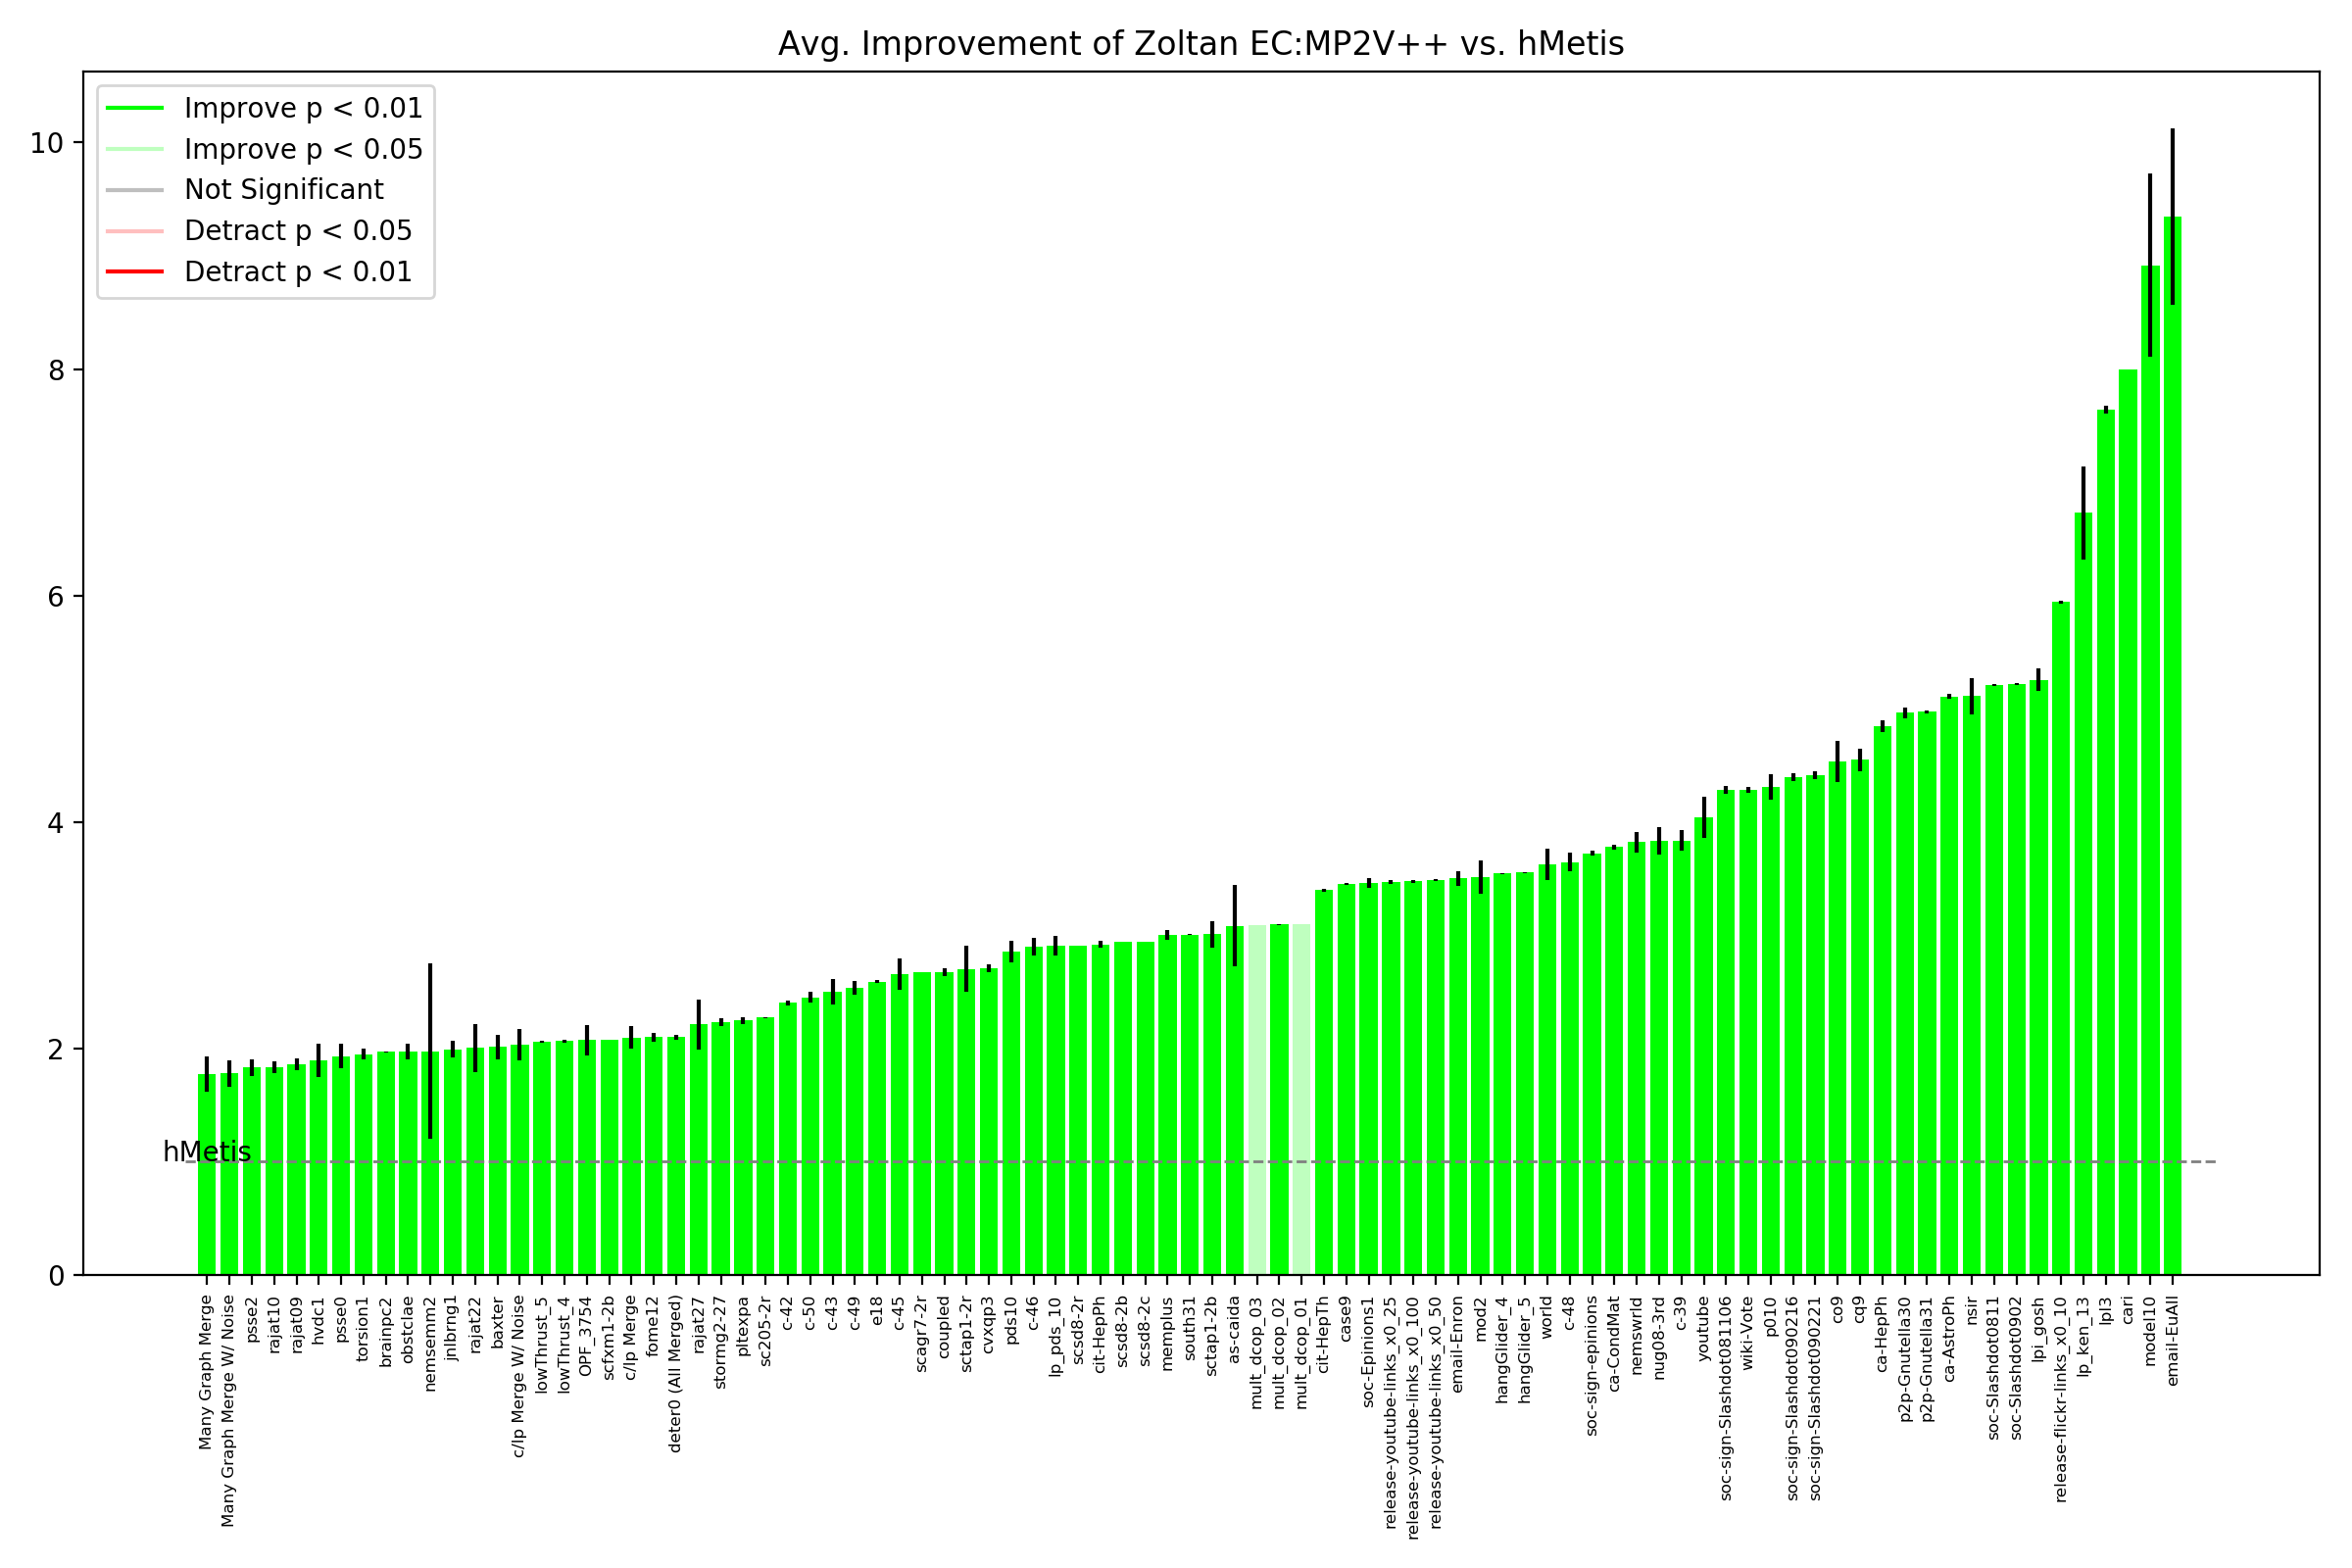 Avg. Improvement of Zoltan EC:MP2V++ vs. hMetis
Improve p < 0.01
Improve p < 0.05
Not Significant
Detract p < 0.05
Detract p < 0.01
10
8
6
4
2
0
hMetis
Many Graph Merge
Many Graph Merge W/ Noise
psse2
rajat10
rajat09
hvdc1
psse0
torsion1
brainpc2
obstclae
nemsemm2
jnlbrng1
rajat22
baxter
c/lp Merge W/ Noise
lowThrust_5
lowThrust_4
OPF_3754
scfxm1-2b
c/lp Merge
fome12
deter0 (All Merged)
rajat27
stormg2-27
pltexpa
sc205-2r
c-42
c-50
c-43
c-49
e18
c-45
scagr7-2r
coupled
sctap1-2r
cvxqp3
pds10
c-46
lp_pds_10
scsd8-2r
cit-HepPh
scsd8-2b
scsd8-2c
memplus
south31
sctap1-2b
as-caida
mult_dcop_03
mult_dcop_02
mult_dcop_01
cit-HepTh
case9
soc-Epinions1
release-youtube-links_x0_25
release-youtube-links_x0_100
release-youtube-links_x0_50
email-Enron
mod2
hangGlider_4
hangGlider_5
world
c-48
soc-sign-epinions
ca-CondMat
nemswrld
nug08-3rd
c-39
youtube
soc-sign-Slashdot081106
wiki-Vote
p010
soc-sign-Slashdot090216
soc-sign-Slashdot090221
co9
cq9
ca-HepPh
p2p-Gnutella30
p2p-Gnutella31
ca-AstroPh
nsir
soc-Slashdot0811
soc-Slashdot0902
lpi_gosh
release-flickr-links_x0_10
lp_ken_13
lpl3
cari
model10
email-EuAll